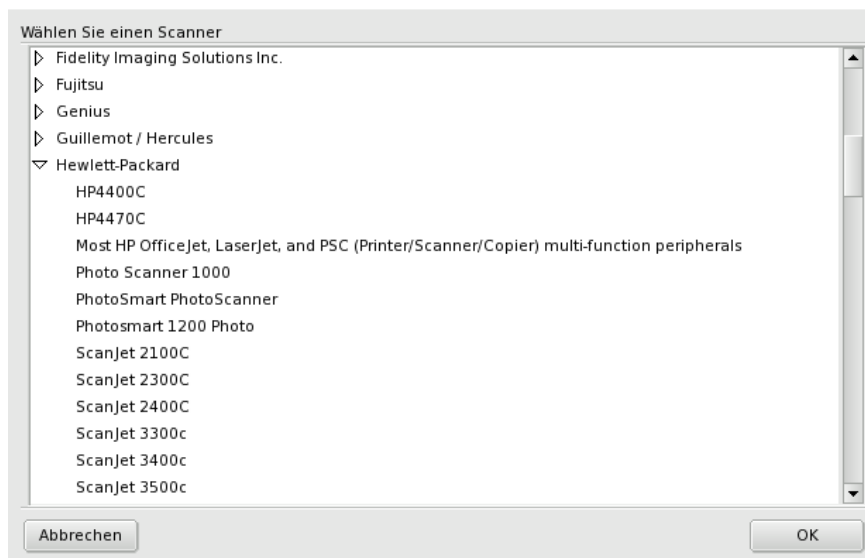 Wählen Sie einen Scanner
Fidelity Imaging Solutions Inc.
Fujitsu
Genius
Guillemot / Hercules
Hewlett-Packard
HP4400C
HP4470C
Most HP OfficeJet, LaserJet, and PSC (Printer/Scanner/Copier) multi-function peripherals
Photo Scanner 1000
PhotoSmart PhotoScanner
Photosmart 1200 Photo
ScanJet 2100C
ScanJet 2300C
ScanJet 2400C
ScanJet 3300c
ScanJet 3400c
ScanJet 3500c
Abbrechen OK